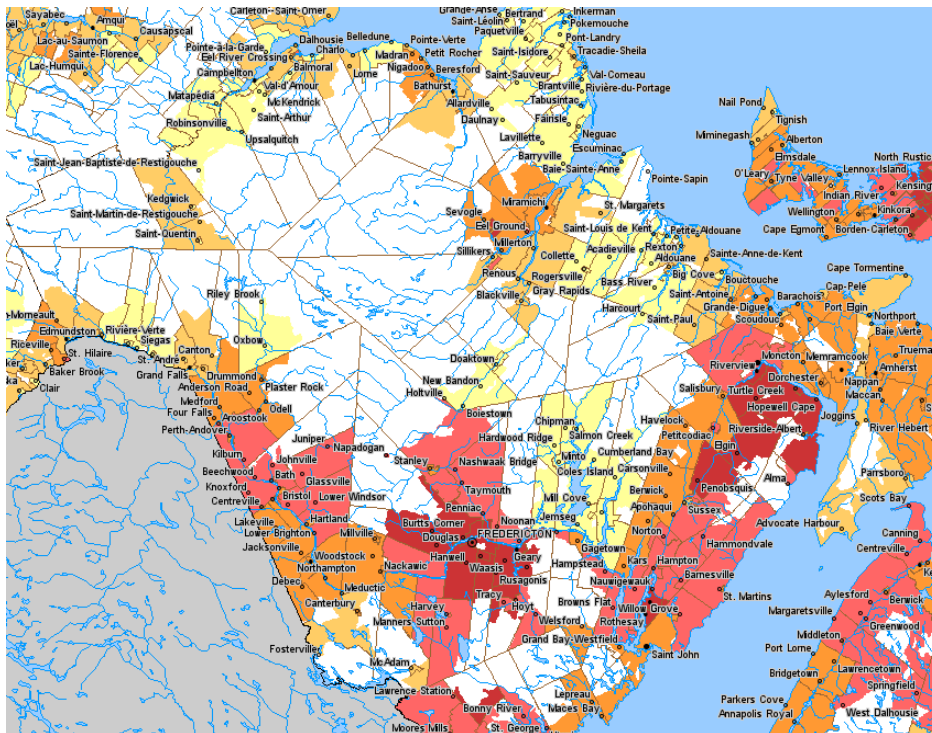 Sayabec
Amqui
Carleton--Saint-Omer
Grande-Anse
Bertrand
Inkerman
Saint-Léolin
Pokemouche
Lac-au-Saumon
Causapscal
Dalhousie
Belledune
Pointe-Verte
Paquetville
Pont-Landry
Sainte-Florence
Pointe-à-la-Garde
Charlo
Petit Rocher
Saint-Isidore
Tracadie-Sheila
Lac-Humqui
Eel River Crossing
Madran
Balmoral
Nigadoo
Beresford
Campbellton
Lorne
Saint-Sauveur
Val-Comeau
Val-d'Amour
Bathurst
Brantville
Rivière-du-Portage
Matapédia
McKendrick
Allardville
Tabusintac
Nail Pond
Saint-Arthur
Daulnay
Fairisle
Tignish
Robinsonville
Neguac
Miminegash
Alberton
Upsalquitch
Lavillette
Escuminac
Elmsdale
Saint-Jean-Baptiste-de-Restigouche
Barryville
North Rustic
Baie-Sainte-Anne
Pointe-Sapin
O'Leary
Tyne Valley
Lennox Island
Kensing
Kedgwick
Miramichi
Indian River
Saint-Martin-de-Restigouche
Sevogle
St. Margarets
Wellington
Kinkora
Eel Ground
Saint-Louis de Kent
Petite-Aldouane
Cape Egmont
Borden-Carleton
Saint-Quentin
Millerton
Acadieville
Rexton
Sillikers
Collette
Aldouane
Sainte-Anne-de-Kent
Renous
Rogersville
Big Cove
Bouctouche
Cape Tormentine
Riley Brook
Blackville
Gray Rapids
Bass River
Saint-Antoine
Barachois
Cap-Pelé
Harcourt
Grande-Digue
Port Elgin
Northport
Morneault
Saint-Paul
Scoudouc
Baie Verte
Edmundston
Rivière-Verte
Oxbow
Riceville
Siegas
Doaktown
Moncton
Truema
St. Hilaire
St. André
Canton
Riverview
Memramcook
Amherst
Baker Brook
Grand Falls
Drummond
New Bandon
Dorchester
Nappan
Clair
Anderson Road
Plaster Rock
Holtville
Salisbury
Turtle Creek
Maccan
Medford
Odell
Boiestown
Hopewell Cape
Joggins
Four Falls
Aroostook
Chipman
Havelock
Riverside-Albert
River Hebert
Perth-Andover
Juniper
Napadogan
Hardwood Ridge
Salmon Creek
Petitcodiac
Kilburn
Johnville
Stanley
Nashwaak Bridge
Minto
Cumberland Bay
Elgin
Beechwood
Bath
Glassville
Coles Island
Carsonville
Alma
Parrsboro
Knoxford
Taymouth
Penobsquis
Scots Bay
Centreville
Bristol
Lower Windsor
Mill Cove
Berwick
Penniac
Jemseg
Sussex
Hartland
Noonan
Apohaqui
Advocate Harbour
Canning
Lakeville
Burtts Corner
FREDERICTON
Lower Brighton
Millville
Douglas
Norton
Hammondvale
Centreville
Jacksonville
Gagetown
Woodstock
Hanwell
Geary
Hampstead
Kars
Hampton
Northampton
Nackawic
Waasis
Debec
Rusagonis
Nauwigewauk
Barnesville
Aylesford
Berwick
Meductic
Tracy
St. Martins
Canterbury
Harvey
Hoyt
Browns Flat
Willow Grove
Margaretsville
Greenwood
Manners Sutton
Welsford
Rothesay
Grand Bay-Westfield
Middleton
Fosterville
Saint John
Port Lorne
McAdam
Lawrencetown
Bridgetown
Lawrence-Station
Lepreau
Springfield
Bonny River
Maces Bay
Parkers Cove
Moores Mills
St. George
Annapolis Royal
West Dalhousie